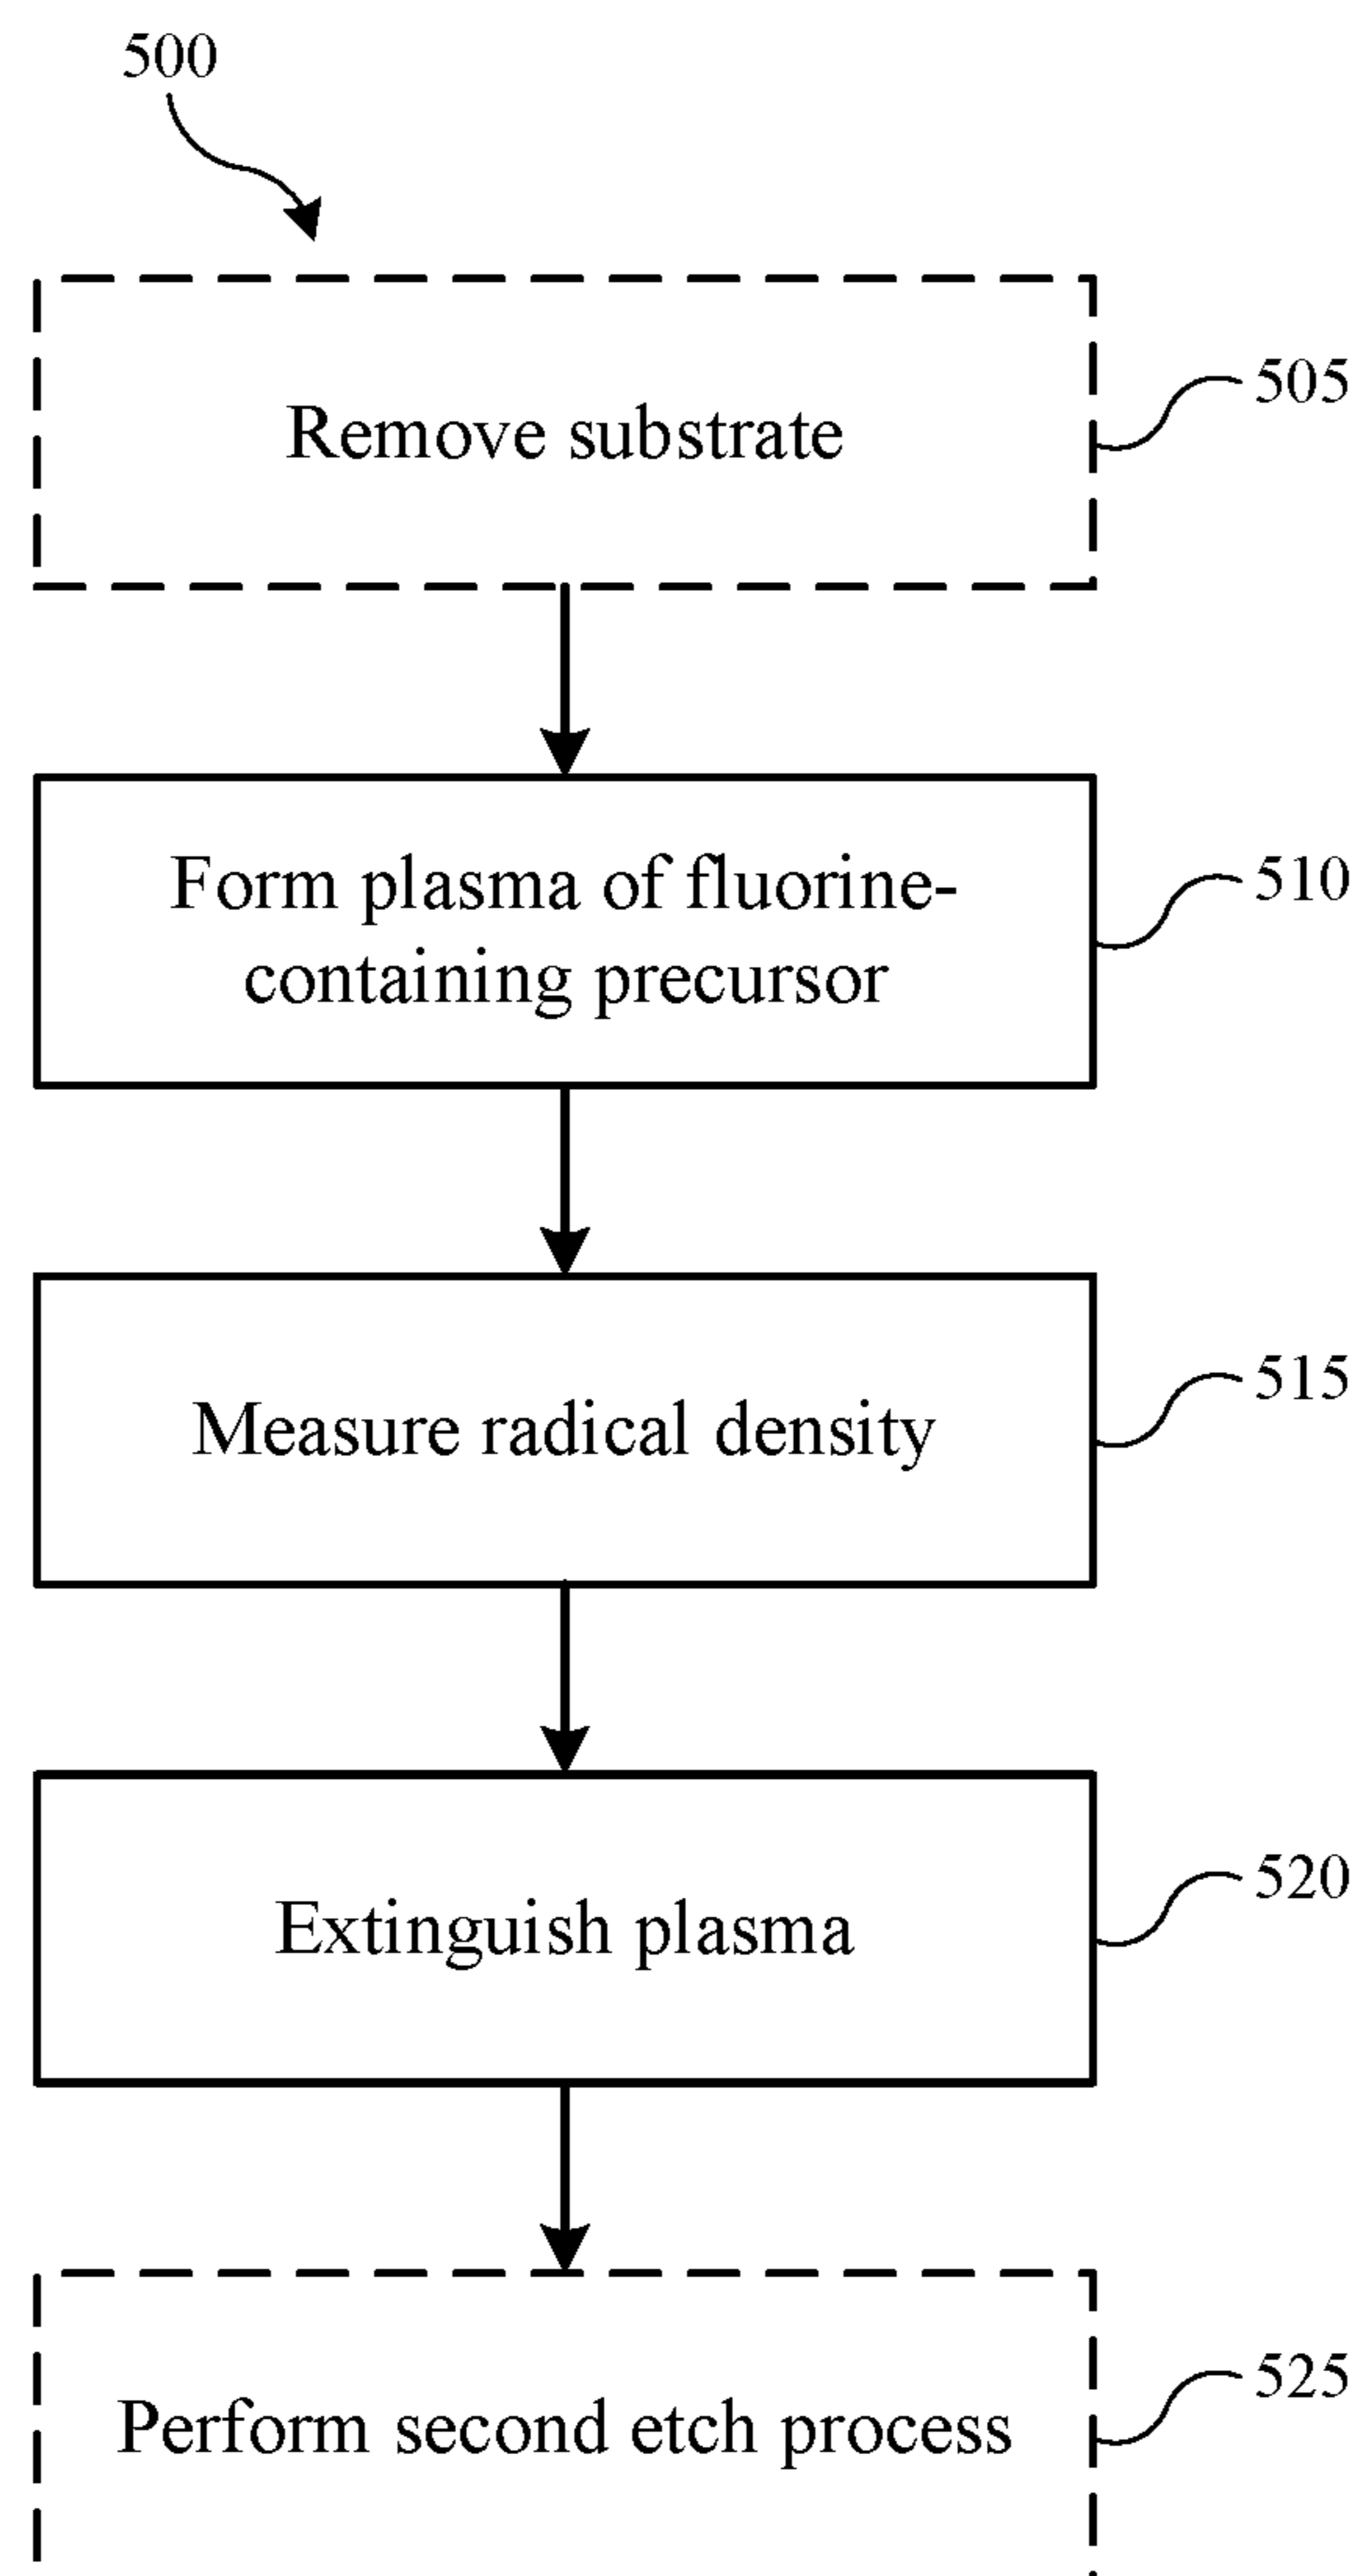 500
Remove substrate
505
Form plasma of fluorine-
containing precursor
510
Measure radical density
515
Extinguish plasma
520
Perform second etch process
525